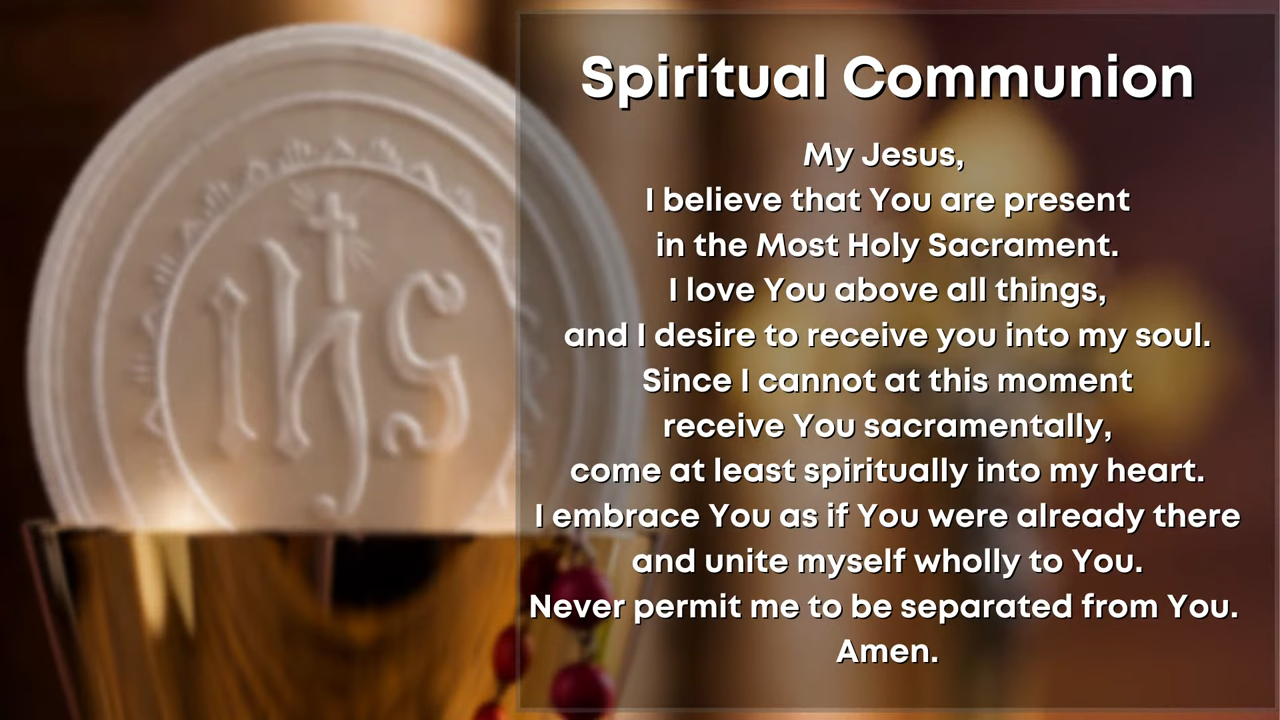 ihs
Spiritual Communion
My Jesus,
I believe that You are present
in the Most Holy Sacrament.
I love You above all things,
and I desire to receive you into my soul.
Since I cannot at this moment
receive You sacramentally,
come at least spiritually into my heart.
I embrace You as if You were already there
and unite myself wholly to You.
Never permit me to be separated from You.
Amen.